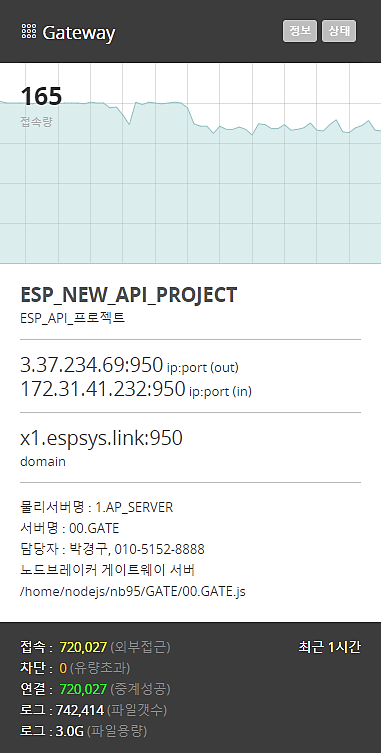 Gateway 정보 상태
165
접속량
ESP_NEW_API_PROJECT
ESP_API_프로젝트
3.37.234.69:950 ip:port (out)
172.31.41.232:950 ip:port (in)
x1.espsys.link:950
domain
물리서버명 : 1.AP_SERVER
서버명 : 00.GATE
담당자 : 박경구, 010-5152-8888
노드브레이커 게이트웨이 서버
/home/nodejs/nb95/GATE/00.GATE.js
접속 : 720,027 (외부접근) 최근 1시간
차단 : 0 (유량초과)
연결 : 720,027 (중계성공)
로그 : 742,414 (파일갯수)
로그 : 3.0G (파일용량)